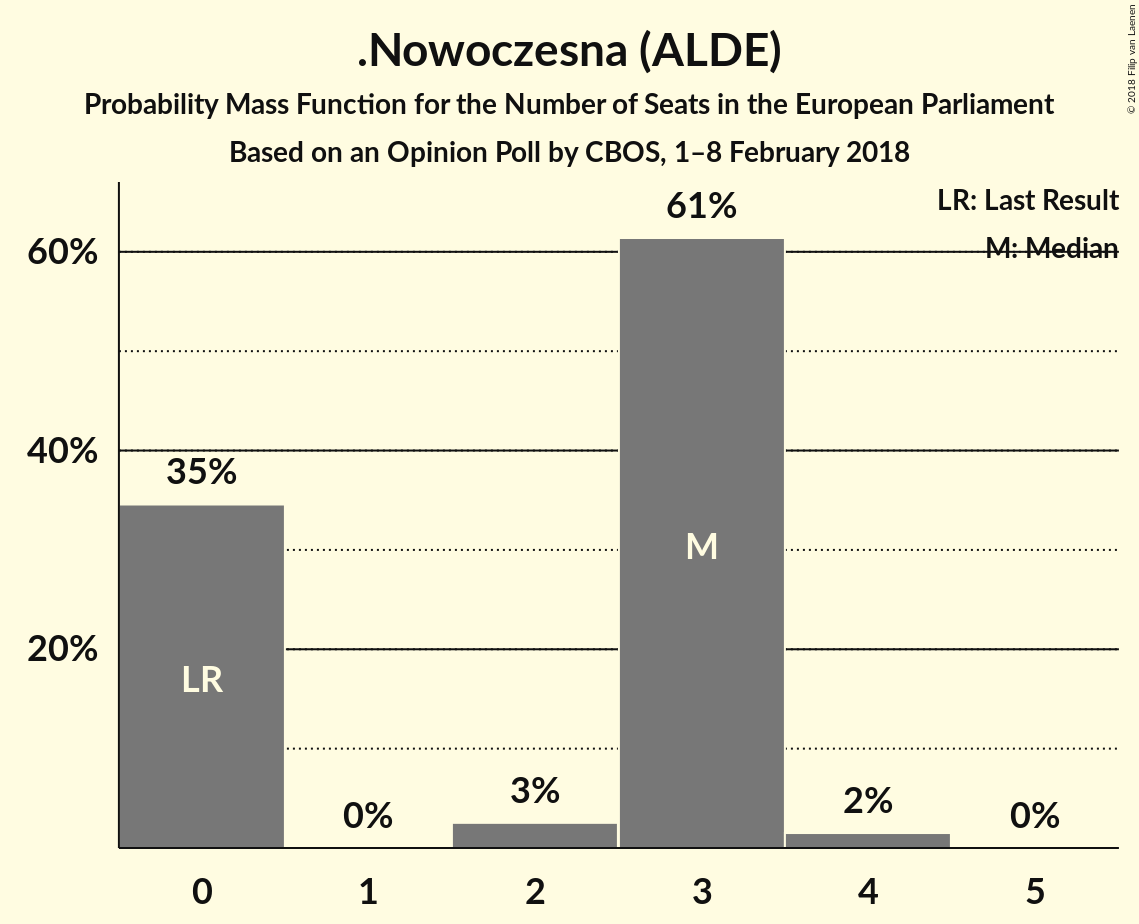 .Nowoczesna (ALDE)
Probability Mass Function for the Number of Seats in the European Parliament
Based on an Opinion Poll by CBOS, 1–8 February 2018
© 2018 Filip van Laenen
LR: Last Result
M: Median
60%
40%
20%
35%
0%
3%
61%
2%
0%
LR
M
0
1
2
3
4
5